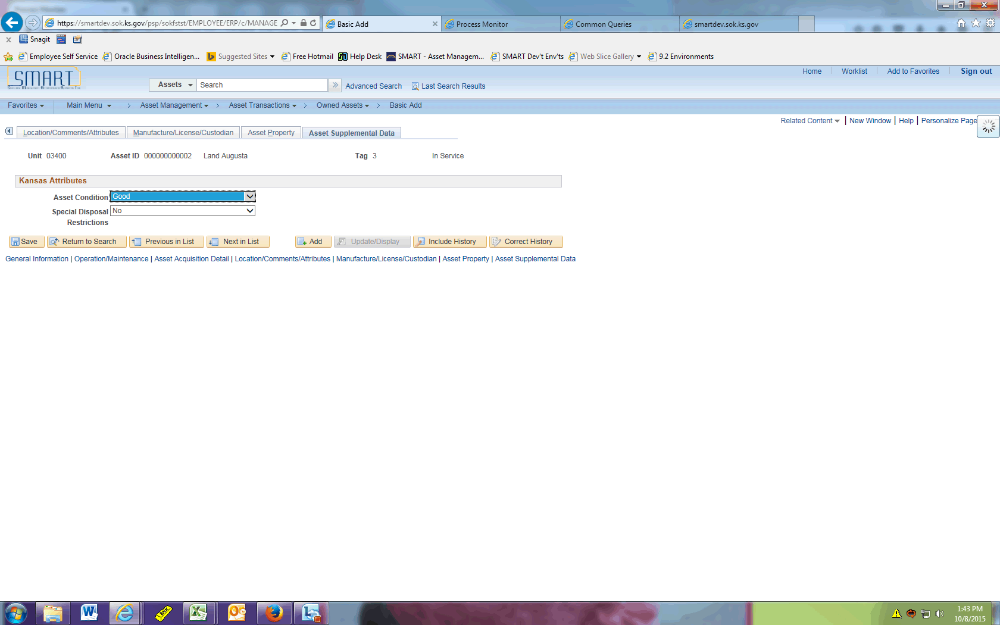 https://smartdev.sok.ks.gov/psp/sokfstst/EMPLOYEE/ERP/c/MANAGE
Basic Add
Process Monitor
Common Queries
smartdev.sok.ks.gov
x Snagit
Employee Self Service
Oracle Business Intelligen...
Suggested Sites
Free Hotmail
Help Desk
SMART - Asset Managem...
SMART Dev't Env'ts
Web Slice Gallery
9.2 Environments
SMART
Home
Worklist
Add to Favorites
Sign out
Assets
Search
Advanced Search
Last Search Results
Favorites
Main Menu > Asset Management > Asset Transactions > Owned Assets > Basic Add
Related Content | New Window | Help | Personalize Page
Location/Comments/Attributes
Manufacture/License/Custodian
Asset Property
Asset Supplemental Data
Unit 03400 Asset ID 000000000002 Land Augusta Tag 3 In Service
Kansas Attributes
Asset Condition Good
Special Disposal No
Restrictions
Save
Return to Search
Previous in List
Next in List
Add
Update/Display
Include History
Correct History
General Information | Operation/Maintenance | Asset Acquisition Detail | Location/Comments/Attributes | Manufacture/License/Custodian | Asset Property | Asset Supplemental Data
1:43 PM
10/8/2015